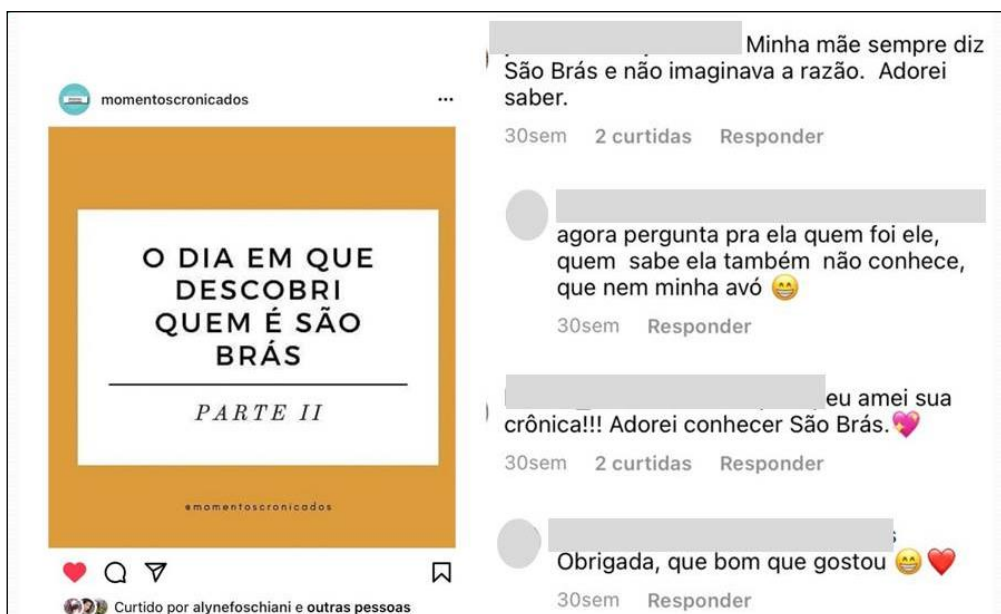 momentoscronicados
O DIA EM QUE
DESCOBRI
QUEM É SÃO
BRÁS
PARTE II
@momentoscronicados
Curtido por alynefoschiani e outras pessoas
Minha mãe sempre diz
São Brás e não imaginava a razão. Adorei
saber.
30sem 2 curtidas Responder
agora pergunta pra ela quem foi ele,
quem sabe ela também não conhece,
que nem minha avó 😁
30sem Responder
eu amei sua
crônica!!! Adorei conhecer São Brás.💖
30sem 2 curtidas Responder
Obrigada, que bom que gostou 😁❤️
30sem Responder